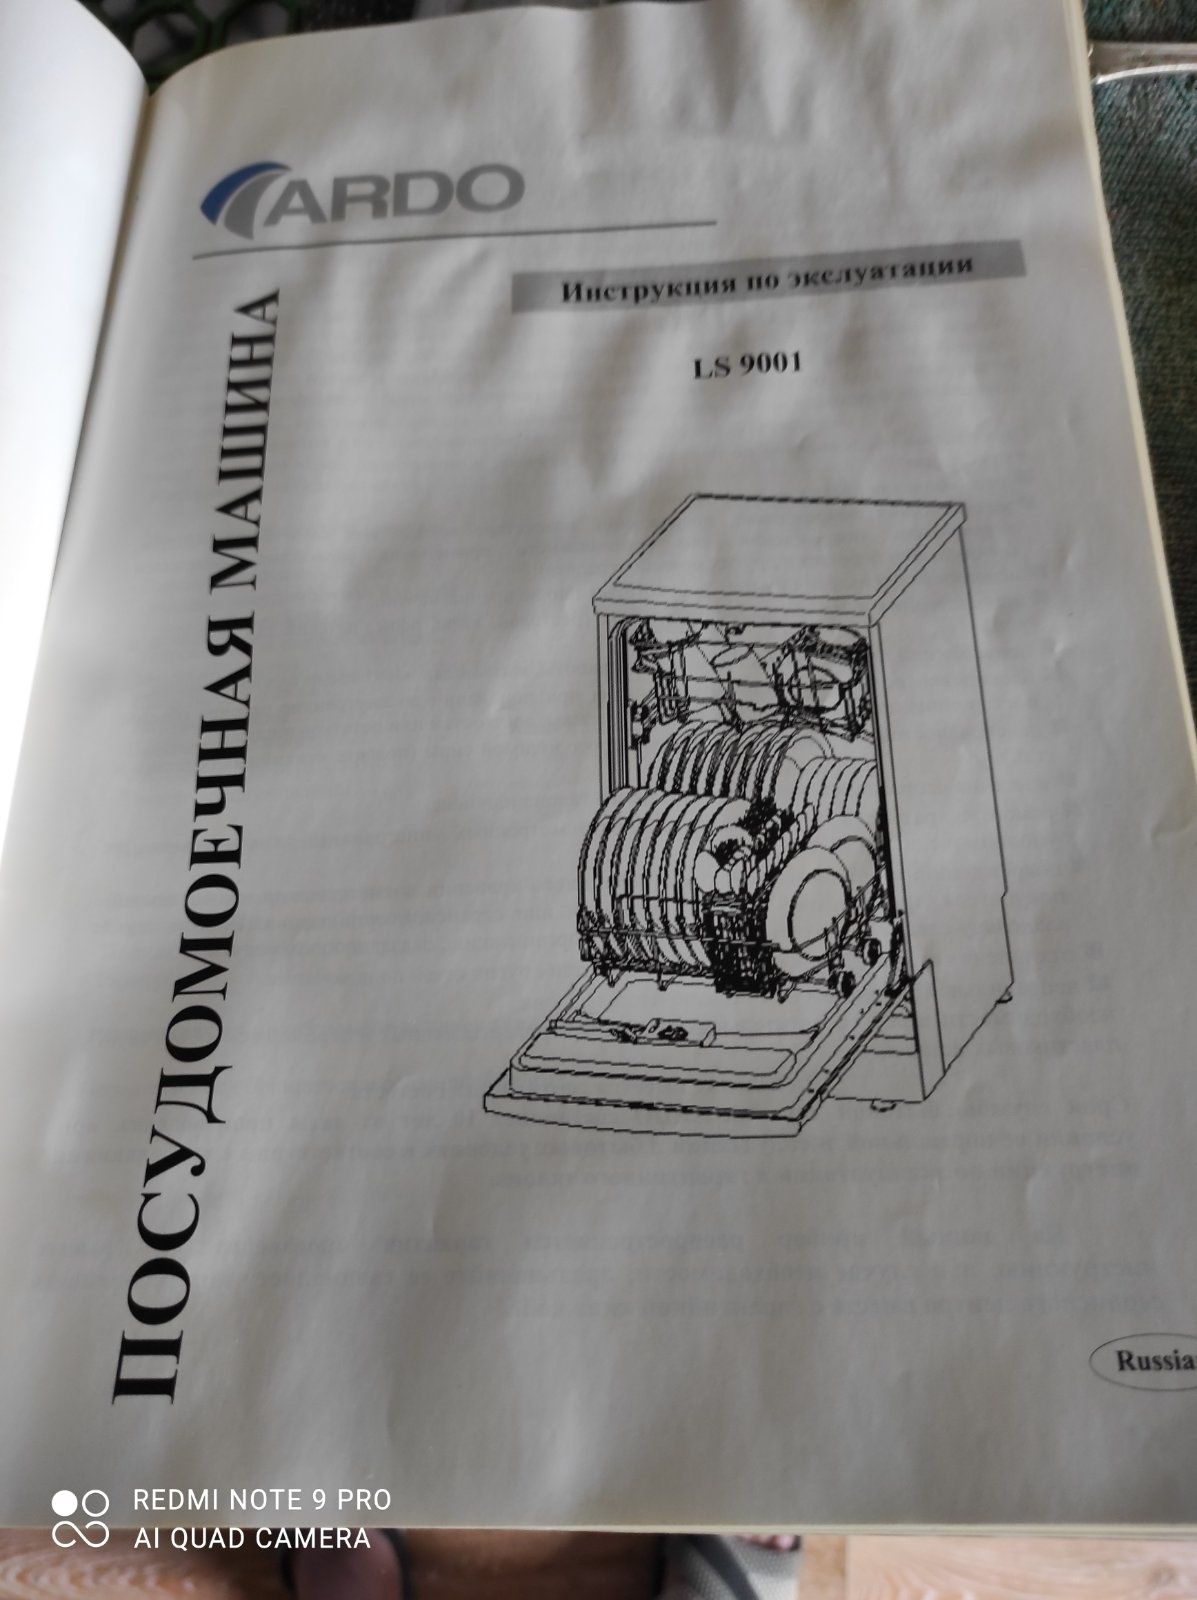 ARDO
Инструкция по экслуатации
LS 9001
ПОСУДОМОЕЧНАЯ МАШИНА
Russia
REDMI NOTE 9 PRO
AI QUAD CAMERA